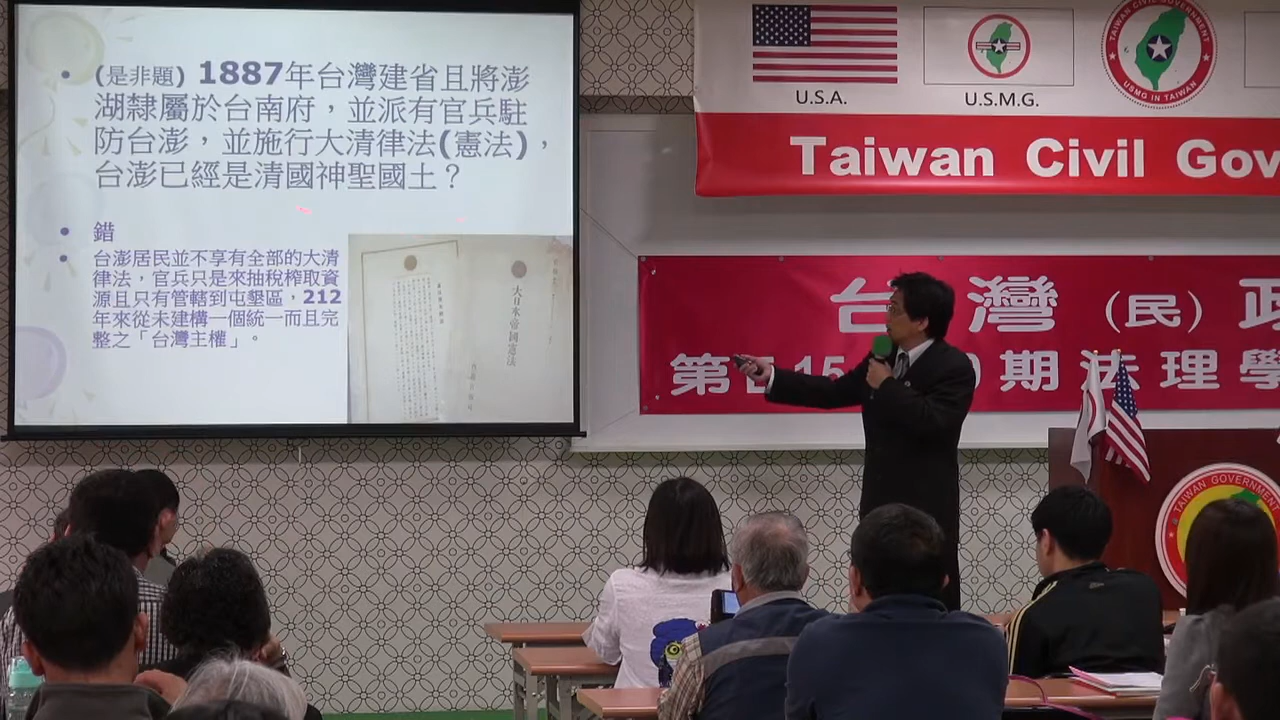 (是非題) 1887年台灣建省且將澎
湖隸屬於台南府，並派有官兵駐
防台澎，並施行大清律法(憲法)，
台澎已經是清國神聖國土？
錯
台澎居民並不享有全部的大清
律法，官兵只是來抽稅榨取資
源且只有管轄到屯墾區，212
年來從未建構一個統一而且完
整之「台灣主權」。
大日本帝國憲法
U.S.A.
U.S.M.G.
TAIWAN CIVIL GOVERNMENT
USMG IN TAIWAN
Taiwan Civil Gov
台灣(民)政
期法理學
TAIWAN GOVERNMENT